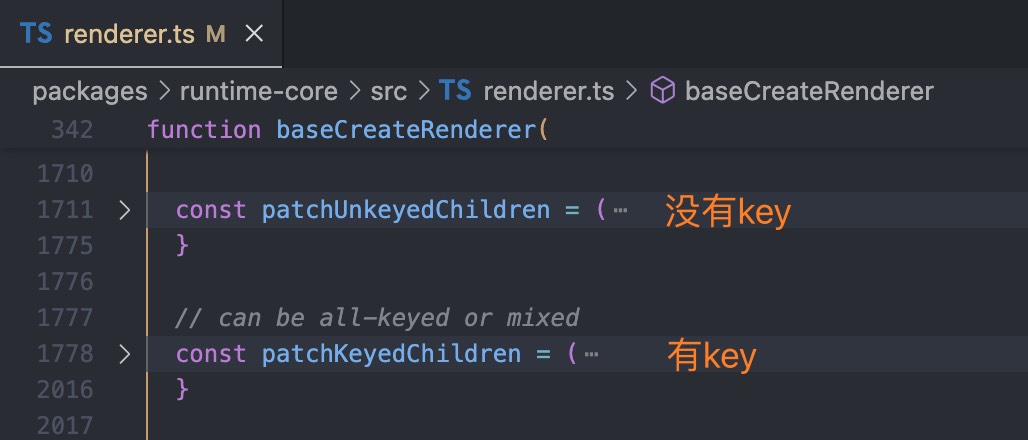 TS renderer.ts M ×
packages > runtime-core > src > TS renderer.ts > baseCreateRenderer
342 function baseCreateRenderer(
1710
1711 > const patchUnkeyedChildren = (… 没有key
1775 }
1776
1777 // can be all-keyed or mixed
1778 > const patchKeyedChildren = (… 有key
2016 }
2017